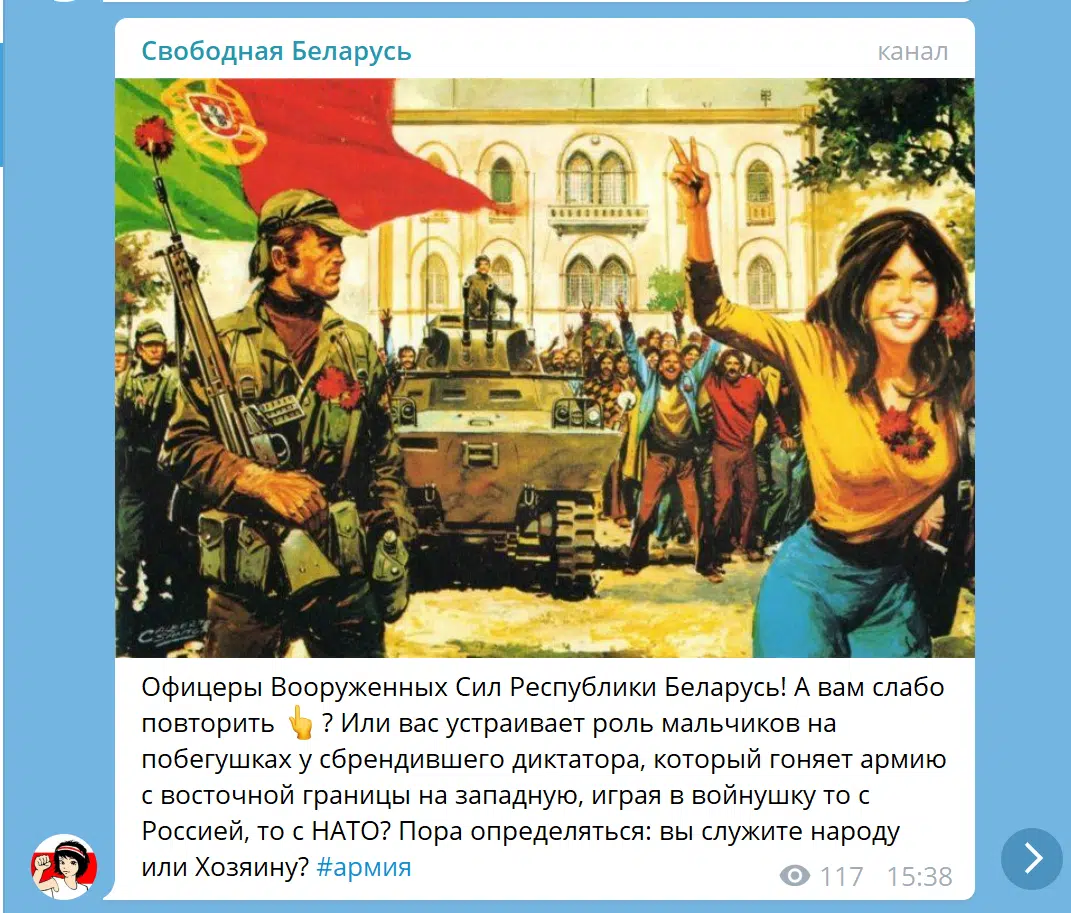 Свободная Беларусь
канал
Офицеры Вооруженных Сил Республики Беларусь! А вам слабо
повторить 👆? Или вас устраивает роль мальчиков на
побегушках у сбрендившего диктатора, который гоняет армию
с восточной границы на западную, играя в войнушку то с
Россией, то с НАТО? Пора определяться: вы служите народу
или Хозяину? #армия
117 15:38